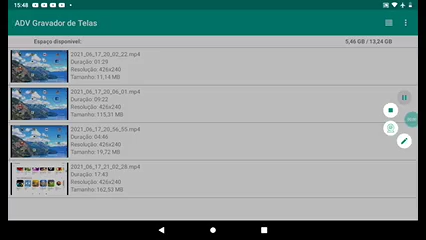 15:48
ADV Gravador de Telas
Espaço disponível: 5,46 GB / 13,24 GB
2021_06_17_20_02_22.mp4
Duração: 01:29
Resolução: 426x240
Tamanho: 11,14 MB
2021_06_17_20_06_01.mp4
Duração: 09:22
Resolução: 426x240
Tamanho: 115,31 MB
2021_06_17_20_56_55.mp4
Duração: 04:46
Resolução: 426x240
Tamanho: 19,72 MB
2021_06_17_21_02_28.mp4
Duração: 17:43
Resolução: 426x240
Tamanho: 162,53 MB